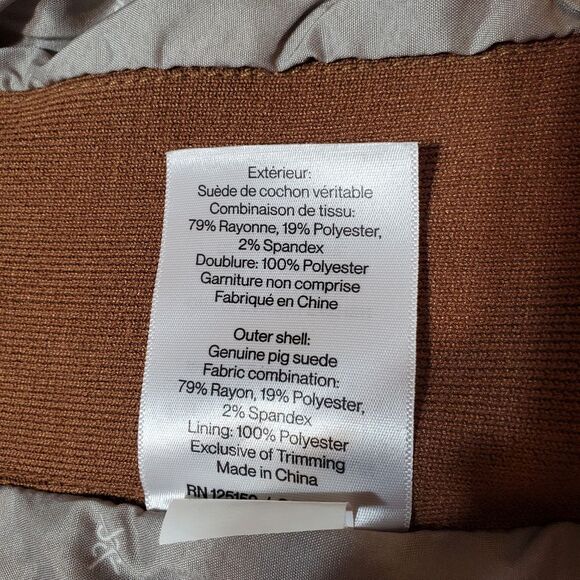 Extérieur:
Suède de cochon véritable
Combinaison de tissu:
79% Rayonne, 19% Polyester,
2% Spandex
Doublure: 100% Polyester
Garniture non comprise
Fabriqué en Chine
Outer shell:
Genuine pig suede
Fabric combination:
79% Rayon, 19% Polyester,
2% Spandex
Lining: 100% Polyester
Exclusive of Trimming
Made in China
RN 125150 /